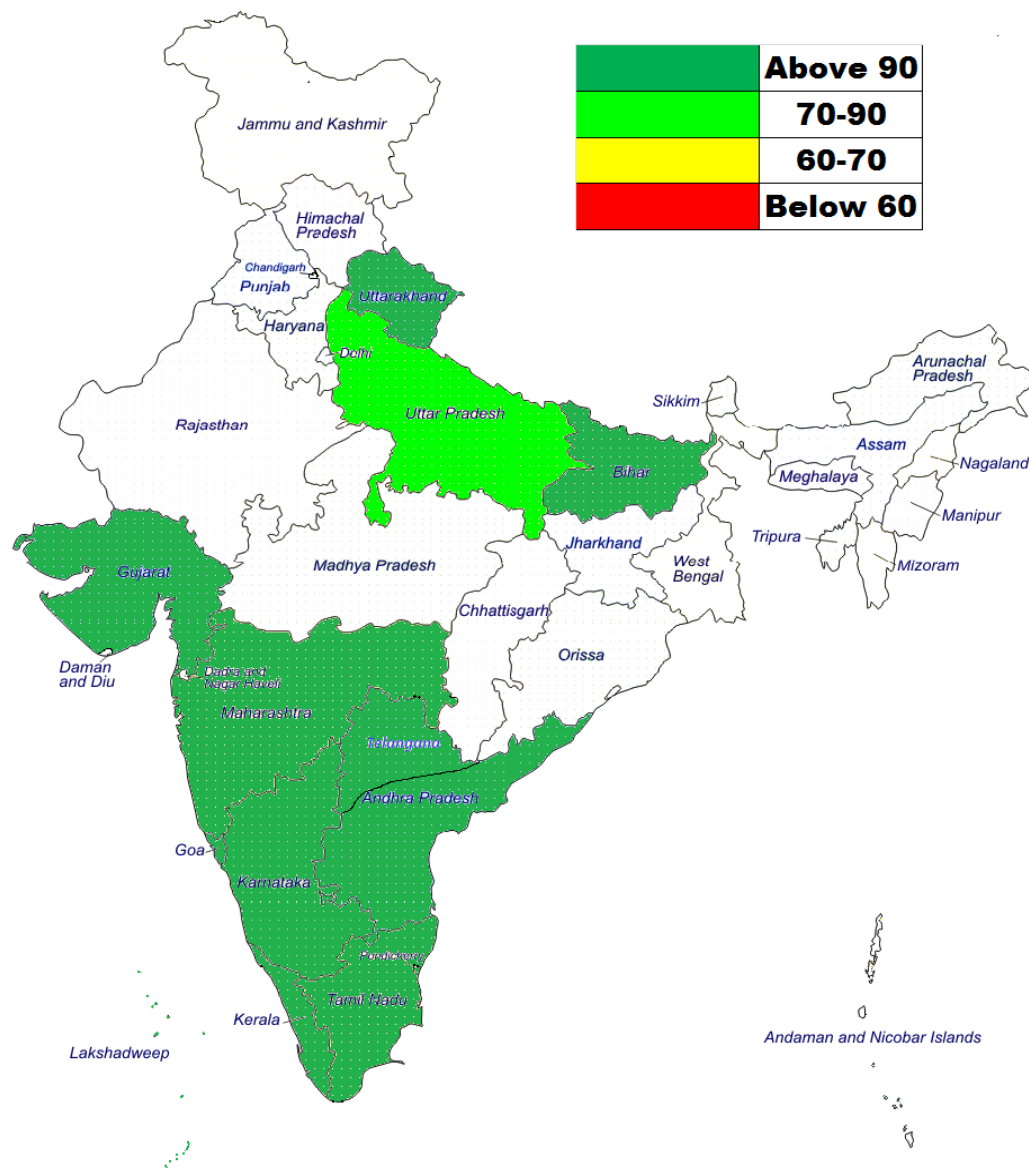 Above 90
70-90
60-70
Below 60
Jammu and Kashmir
Himachal
Pradesh
Chandigarh
Punjab
Uttarakhand
Haryana
Delhi
Arunachal
Pradesh
Sikkim
Rajasthan
Uttar Pradesh
Assam
Nagaland
Bihar
Meghalaya
Manipur
Tripura
Jharkhand
West
Bengal
Mizoram
Gujarat
Madhya Pradesh
Chhattisgarh
Orissa
Daman
and Diu
Dadra and
Nagar Haveli
Maharashtra
Telangana
Andhra Pradesh
Goa
Karnataka
Pondicherry
Tamil Nadu
Kerala
Lakshadweep
Andaman and Nicobar Islands